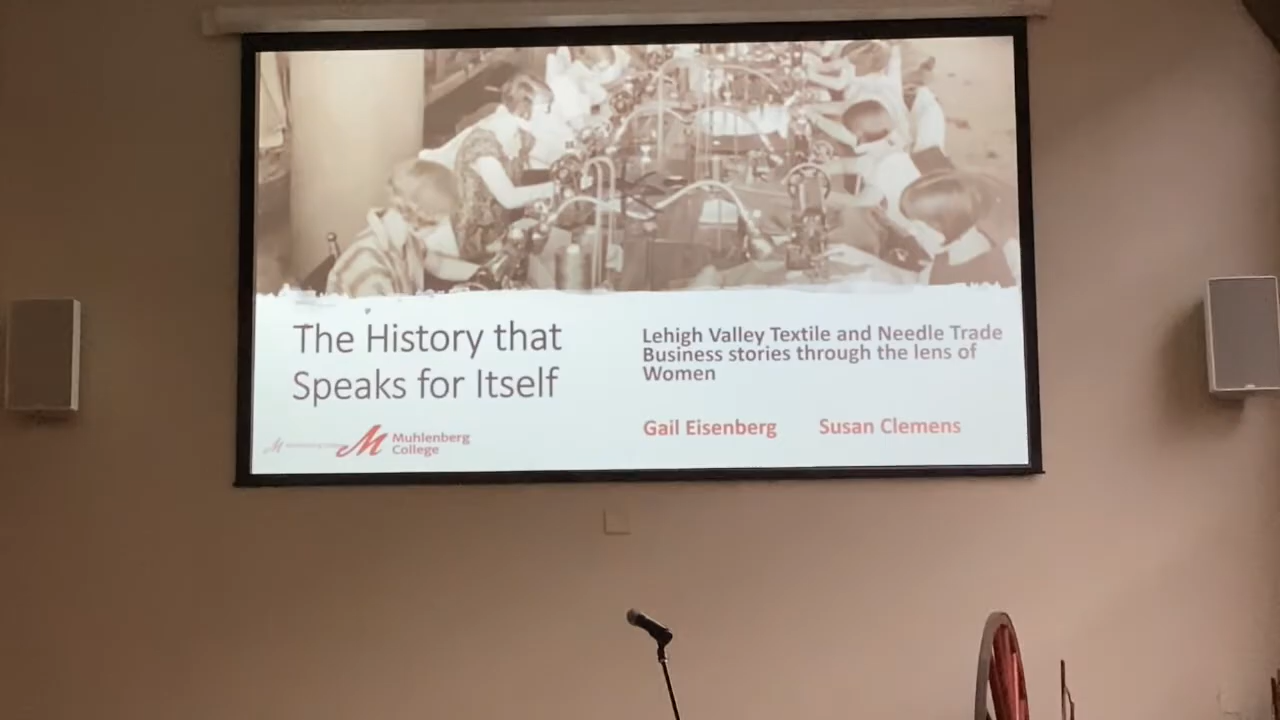 The History that
Speaks for Itself
Lehigh Valley Textile and Needle Trade
Business stories through the lens of
Women
Gail Eisenberg Susan Clemens
Muhlenberg
College